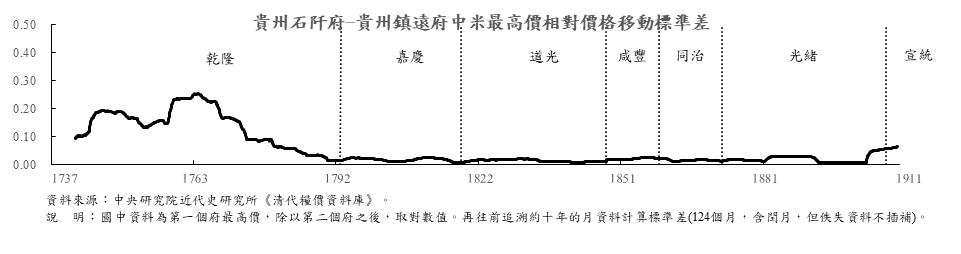 貴州石阡府-貴州鎮遠府中米最高價相對價格移動標準差
0.50
0.40
0.30
0.20
0.10
0.00
乾隆 嘉慶 道光 咸豐 同治 光緒 宣統
1737 1763 1792 1822 1851 1881 1911
資料來源：中央研究院近代史研究所《清代糧價資料庫》。
說　明：圖中資料為第一個府最高價，除以第二個府之後，取對數值。再往前追溯約十年的月資料計算標準差(124個月，含閏月，但佚失資料不插補)。